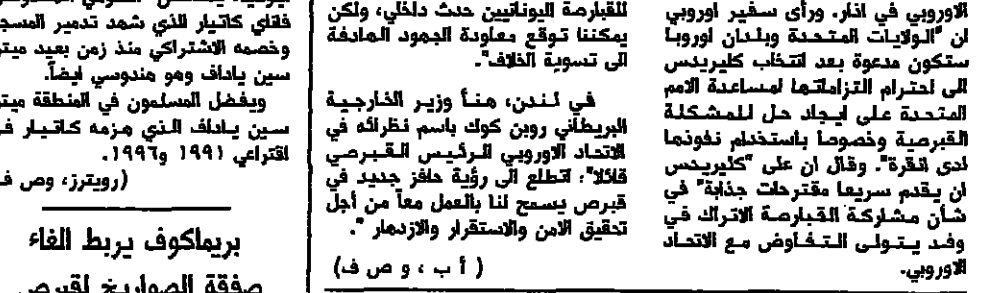 الاوروبي في آذار. ورأى سفير اوروبي
ان "الولايات المتحدة وبلدان اوروبا
ستكون مدعوة بعد انتخاب كليريدس
الى احترام التزاماتها لمساعدة الامم
المتحدة على ايجاد حل للمشكلة
القبرصية وخصوصاً باستخدام نفوذها
لدى انقرة". وقال ان على "كليريدس
ان يقدم سريعا مقترحات جذابة" في
شأن مشاركة القبارصة الاتراك في
وفد يتولى التفاوض مع الاتحاد
الاوروبي.
للقبارصة اليونانيين حدث داخلي، ولكن
يمكننا توقع معاودة الجهود الهادفة
الى تسوية الخلاف".
في لندن، هنأ وزير الخارجية
البريطاني روبن كوك باسم نظرائه في
الاتحاد الاوروبي الرئيس القبرصي
قائلا: "اتطلع الى رؤية حافز جديد في
قبرص يسمح لنا بالعمل معاً من أجل
تحقيق الامن والاستقرار والازدهار".
(أ ب ، و ص ف)
فاناي كاتيار الذي شهد تدمير المسج
وخصمه الاشتراكي منذ زمن بعيد ميتر
سين ياداف وهو هندوسي ايضاً.
ويفضل المسلمون في المنطقة ميتر
سين ياداف الذي هزمه كاتيار في
اقتراعي ١٩٩١ و١٩٩٦.
(رويترز، وص ف
بريماكوف يربط الغاء
صفقة الصواريخ لقبرص